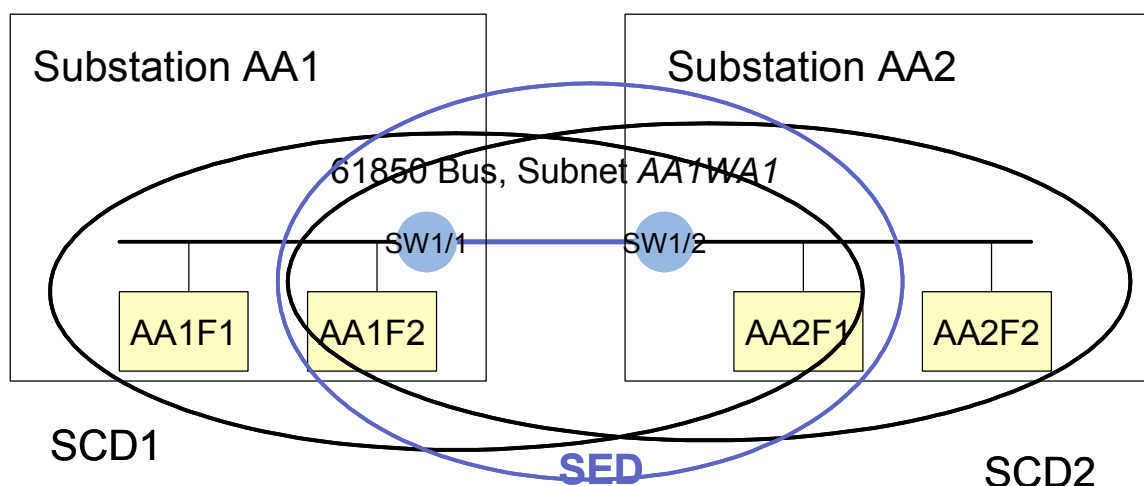 Substation AA1
Substation AA2
61850 Bus, Subnet AA1WA1
SW1/1
SW1/2
AA1F1
AA1F2
AA2F1
AA2F2
SCD1
SED
SCD2